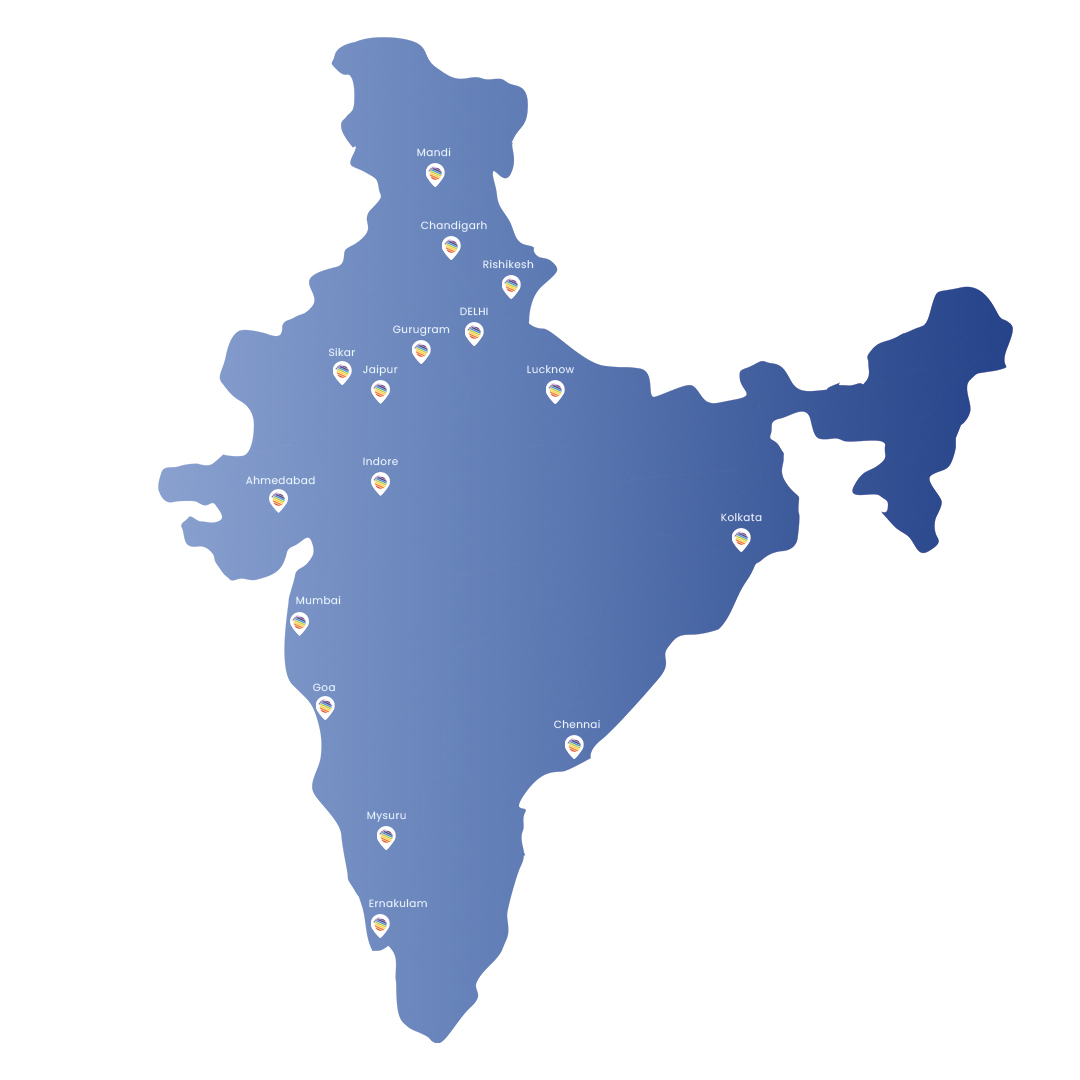 Mandi
Chandigarh
Rishikesh
DELHI
Gurugram
Sikar
Jaipur
Lucknow
Indore
Ahmedabad
Kolkata
Mumbai
Goa
Chennai
Mysuru
Ernakulam